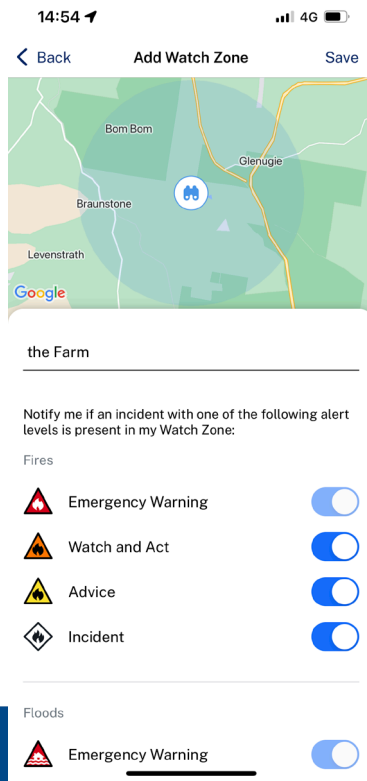 14:54
4G
Back
Add Watch Zone
Save
Bom Bom
Glenugie
Braunstone
Levenstrath
Google
the Farm
Notify me if an incident with one of the following alert
levels is present in my Watch Zone:
Fires
Emergency Warning
Watch and Act
Advice
Incident
Floods
Emergency Warning